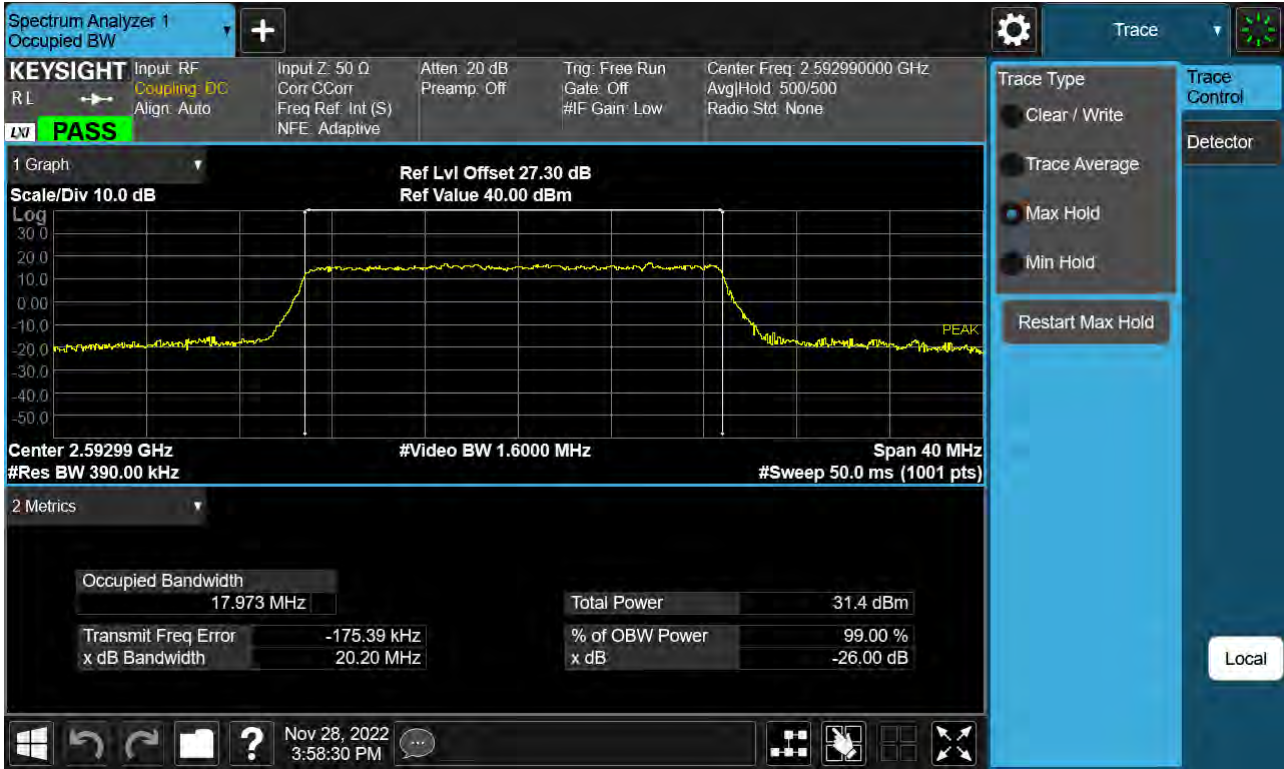 Spectrum Analyzer 1
Occupied BW
+
Trace
KEYSIGHT
RL
LXI PASS
Input: RF
Coupling: DC
Align: Auto
Input Z: 50 Ω
Corr CCorr
Freq Ref: Int (S)
NFE: Adaptive
Atten: 20 dB
Preamp: Off
Trig: Free Run
Gate: Off
#IF Gain: Low
Center Freq: 2.592990000 GHz
Avg|Hold: 500/500
Radio Std: None
1 Graph
Scale/Div 10.0 dB
Ref Lvl Offset 27.30 dB
Ref Value 40.00 dBm
Log
30.0
20.0
10.0
0.00
-10.0
-20.0
-30.0
-40.0
-50.0
PEAK
Center 2.59299 GHz
#Res BW 390.00 kHz
#Video BW 1.6000 MHz
Span 40 MHz
#Sweep 50.0 ms (1001 pts)
2 Metrics
Occupied Bandwidth
17.973 MHz
Transmit Freq Error -175.39 kHz
x dB Bandwidth 20.20 MHz
Total Power 31.4 dBm
% of OBW Power 99.00 %
x dB -26.00 dB
Trace Type
Clear / Write
Trace Average
Max Hold
Min Hold
Restart Max Hold
Trace
Control
Detector
Local
?
Nov 28, 2022
3:58:30 PM